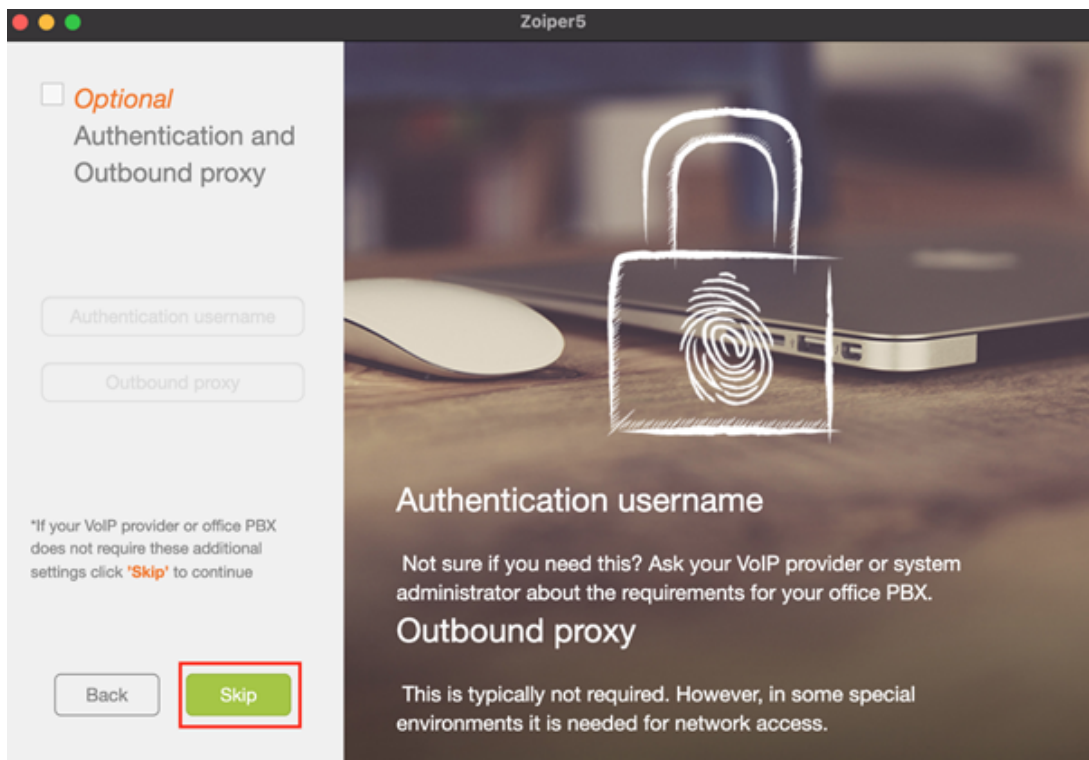 Zoiper5
Optional
Authentication and
Outbound proxy
Authentication username
Outbound proxy
*If your VoIP provider or office PBX
does not require these additional
settings click 'Skip' to continue
Back
Skip
Authentication username
Not sure if you need this? Ask your VoIP provider or system
administrator about the requirements for your office PBX.
Outbound proxy
This is typically not required. However, in some special
environments it is needed for network access.